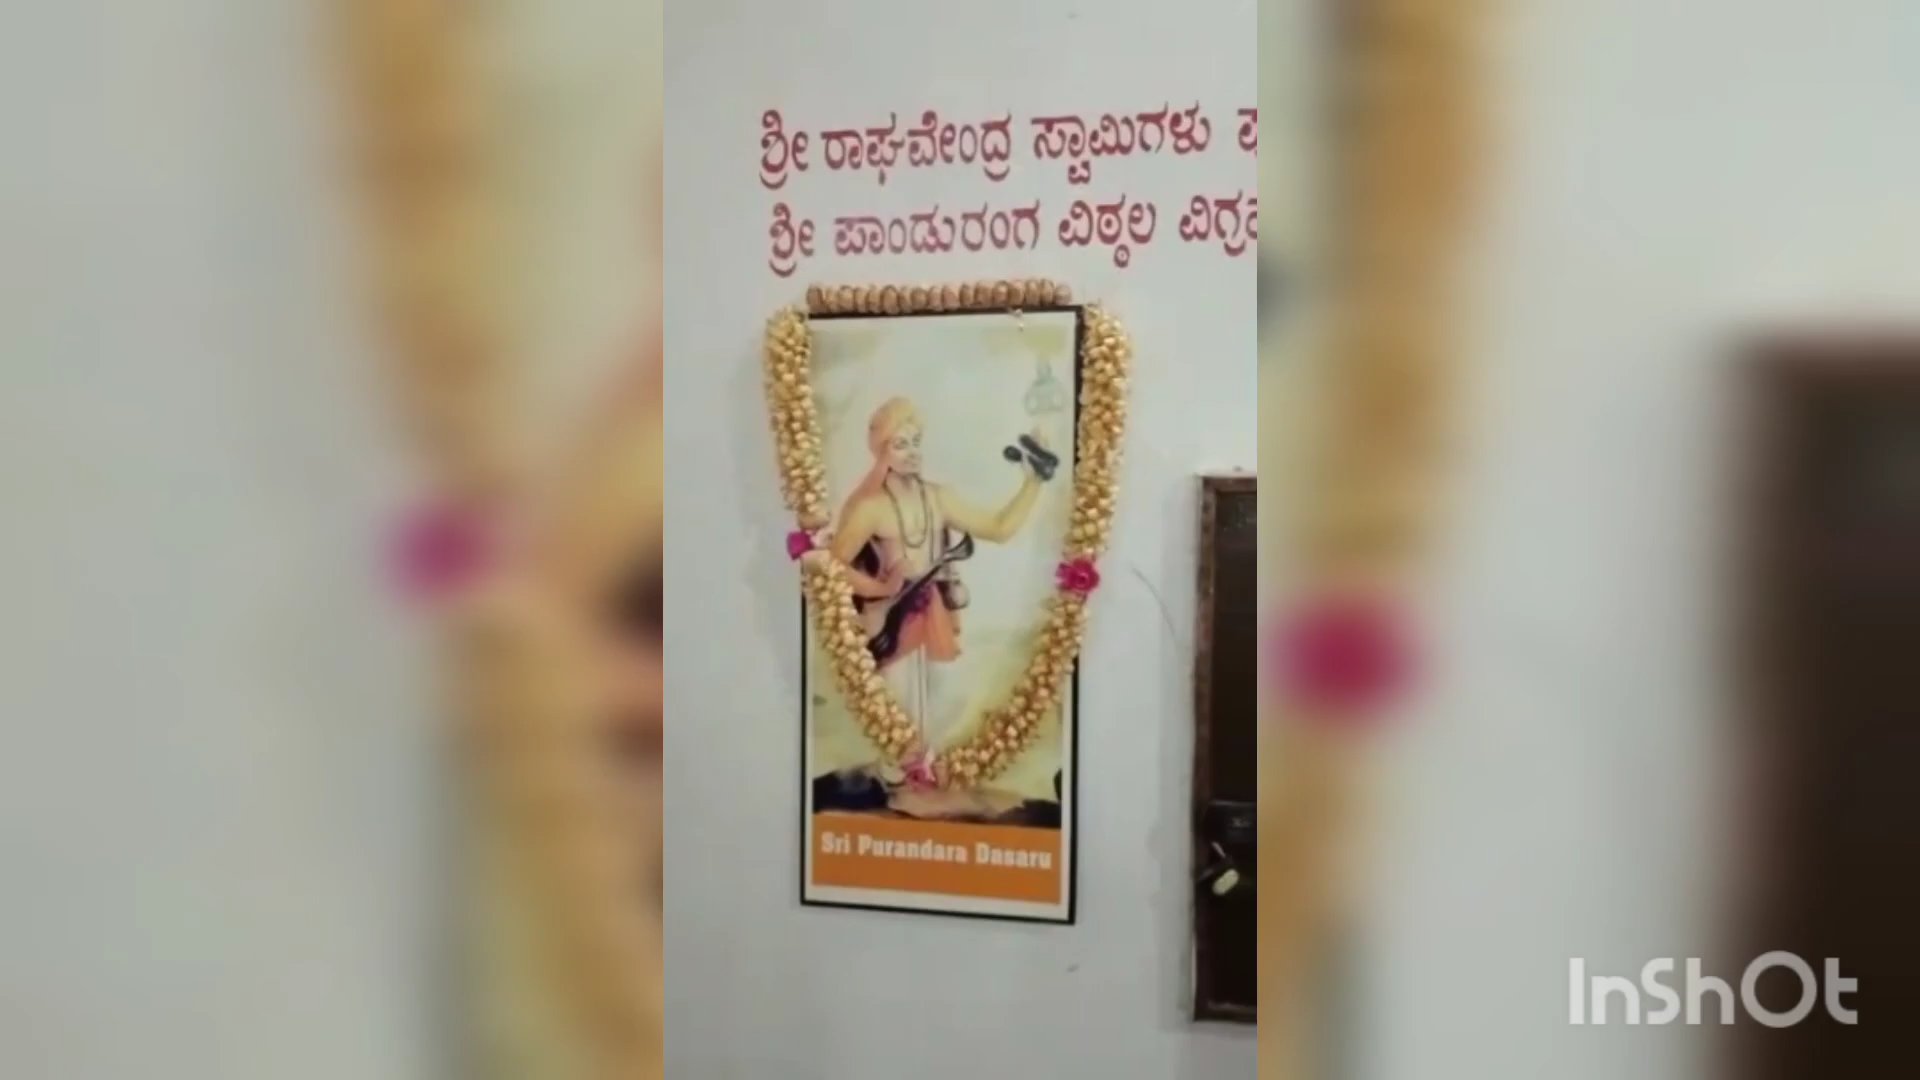 ಶ್ರೀ ರಾಘವೇಂದ್ರ ಸ್ವಾಮಿಗಳು
ಶ್ರೀ ಪಾಂಡುರಂಗ ವಿಠ್ಠಲ
Sri Purandara Dasaru
InShOt